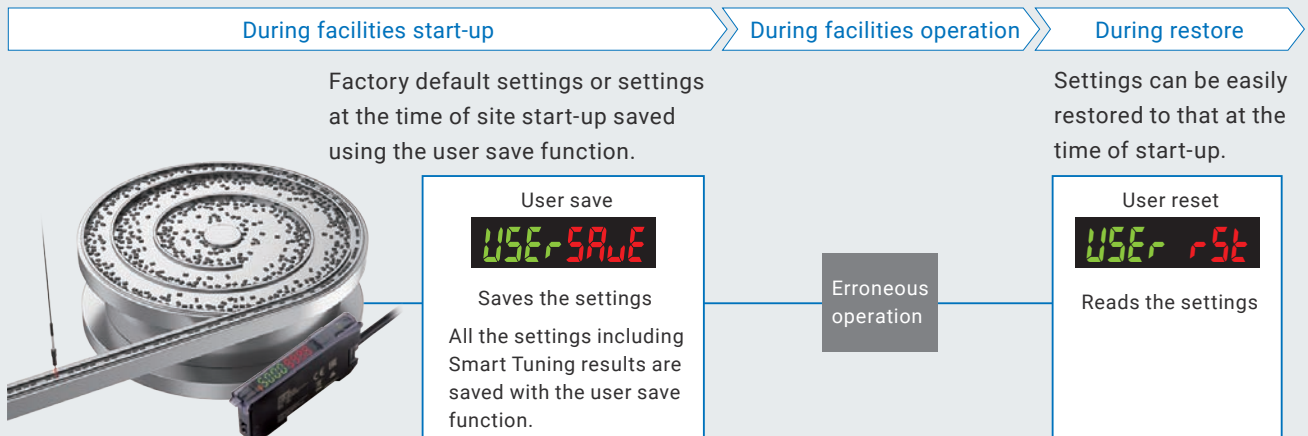 During facilities start-up
During facilities operation
During restore
Factory default settings or settings
at the time of site start-up saved
using the user save function.
Settings can be easily
restored to that at the
time of start-up.
User save
USEr SAvE
Saves the settings
All the settings including
Smart Tuning results are
saved with the user save
function.
Erroneous
operation
User reset
USEr rSt
Reads the settings